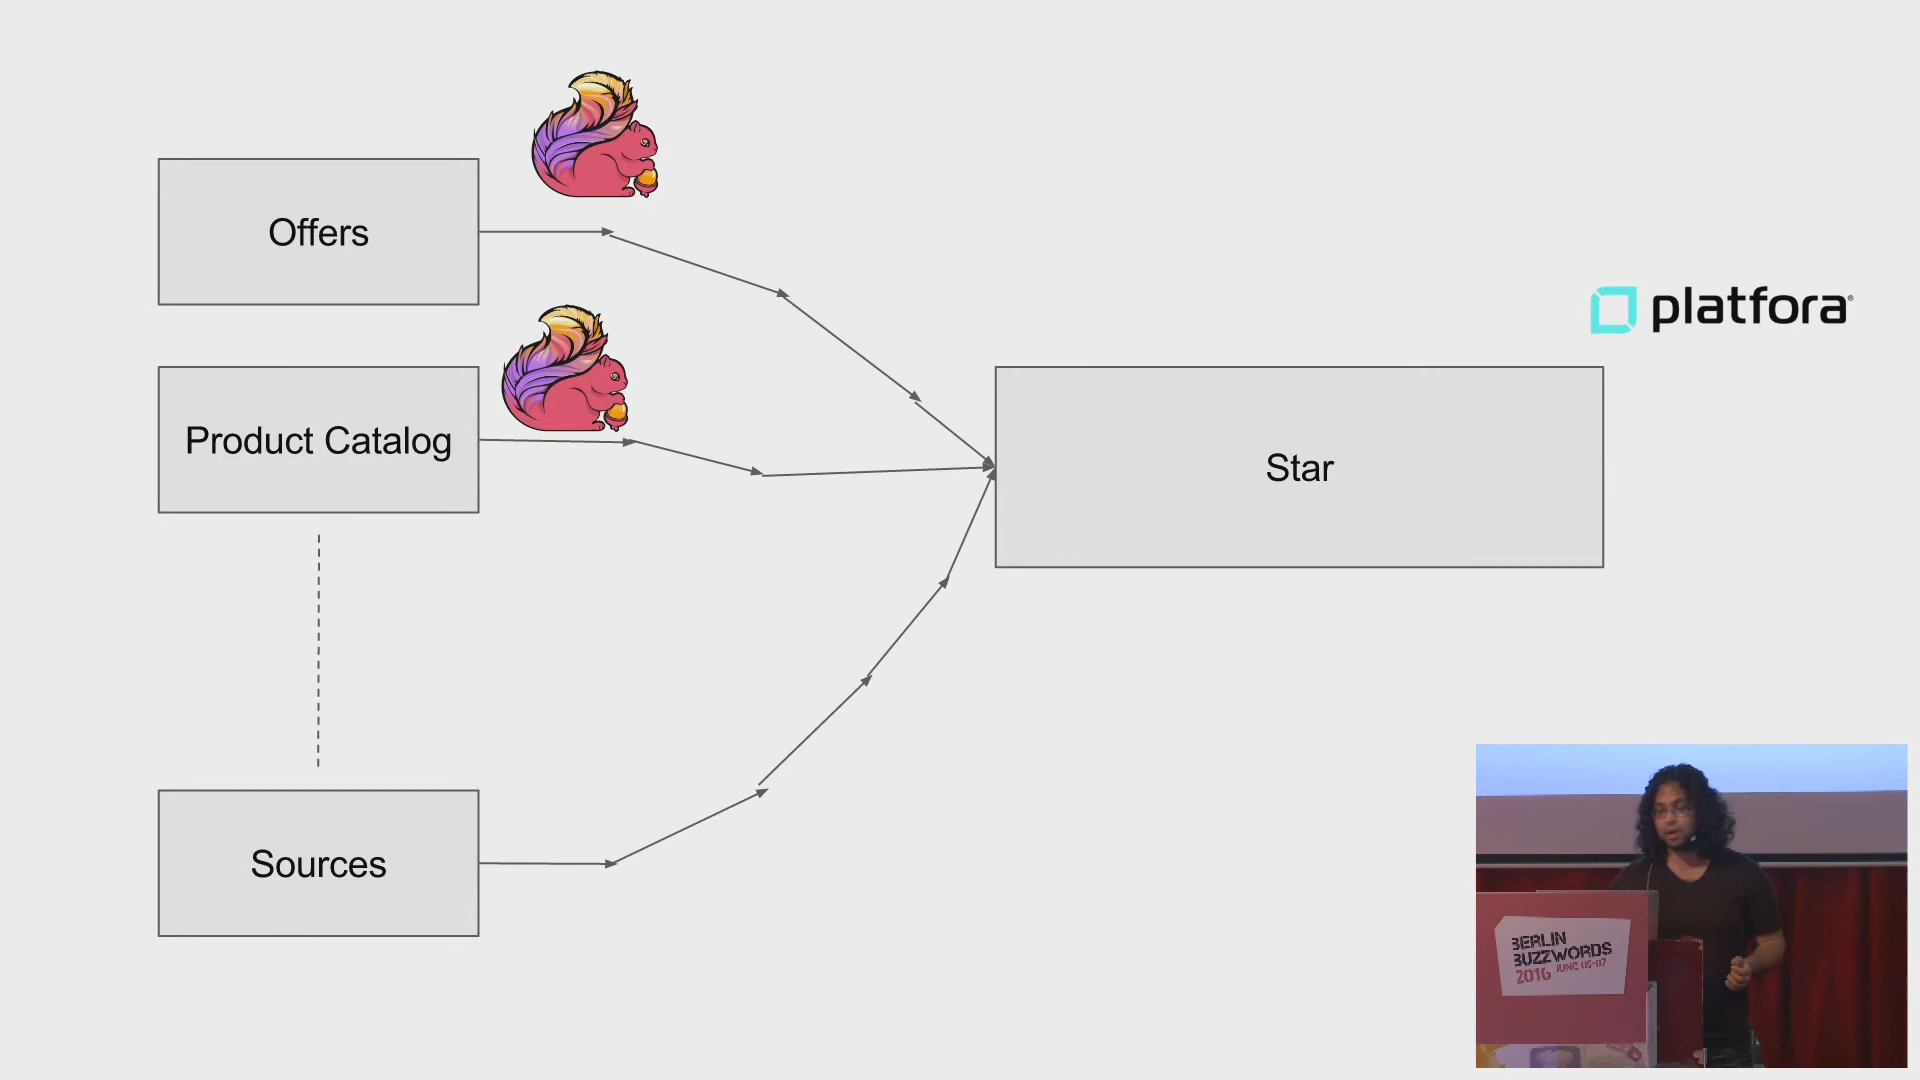 Offers
platfora®
Product Catalog
Star
Sources
BERLIN
BUZZWORDS
2016 JUNE 05-07